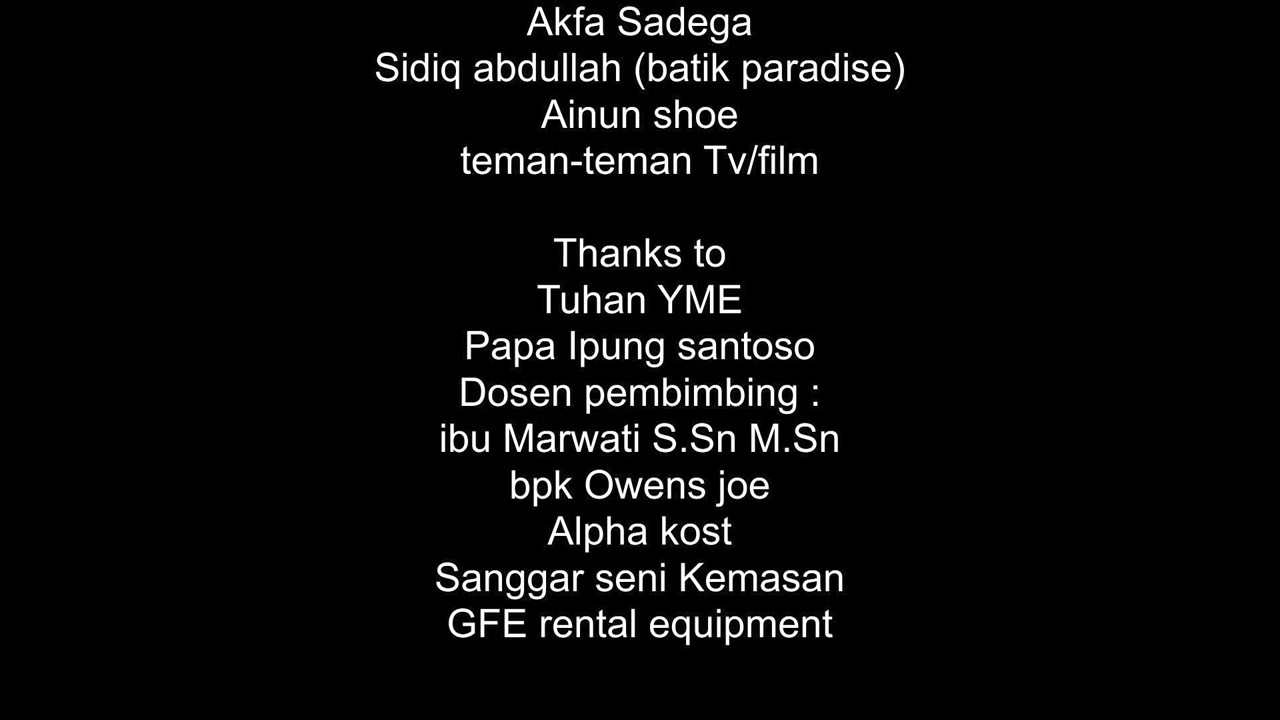 Akfa Sadega
Sidiq abdullah (batik paradise)
Ainun shoe
teman-teman Tv/film
Thanks to
Tuhan YME
Papa Ipung santoso
Dosen pembimbing :
ibu Marwati S.Sn M.Sn
bpk Owens joe
Alpha kost
Sanggar seni Kemasan
GFE rental equipment